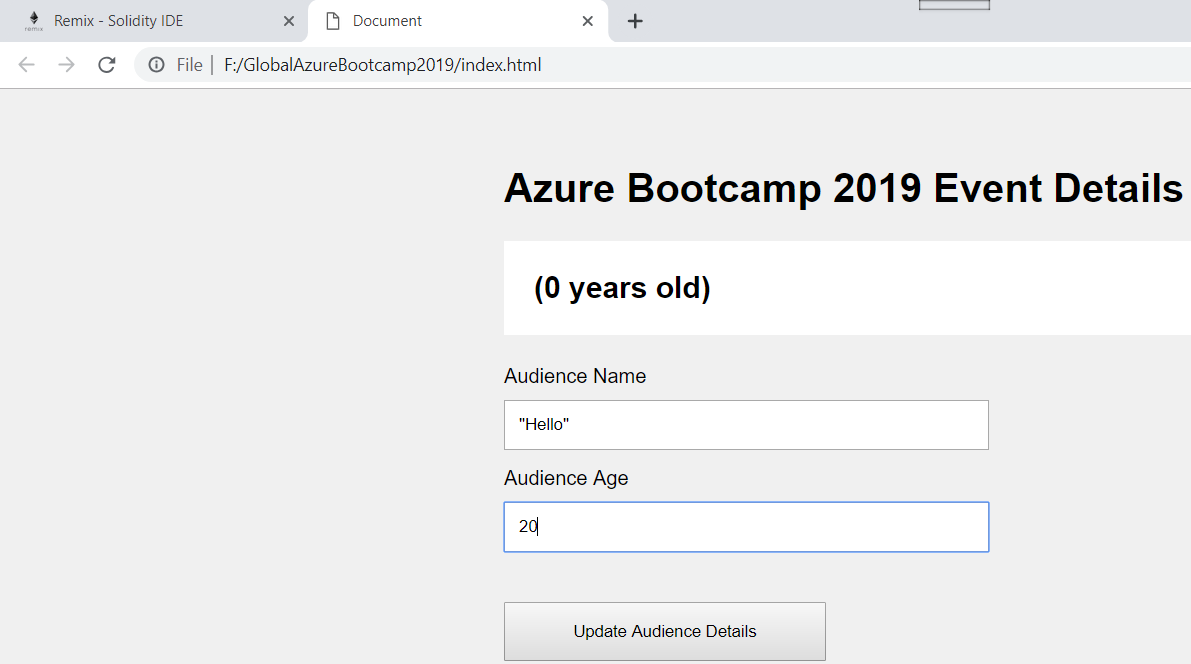 Remix - Solidity IDE
Document
remix
File
F:/GlobalAzureBootcamp2019/index.html
Azure Bootcamp 2019 Event Details
(0 years old)
Audience Name
"Hello"
Audience Age
20
Update Audience Details